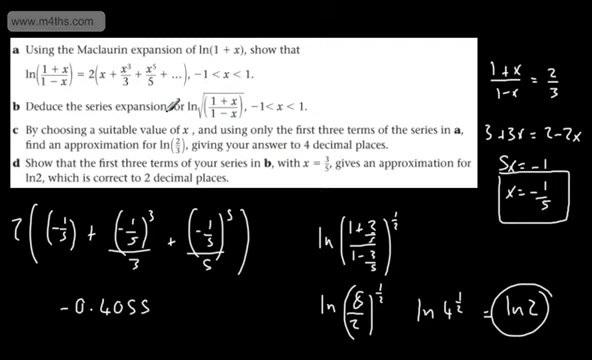 www.m4ths.com
a Using the Maclaurin expansion of ln(1 + x), show that
ln((1 + x)/(1 − x)) = 2(x + x³/3 + x⁵/5 + ...), −1 < x < 1.
b Deduce the series expansion for ln√((1 + x)/(1 − x)), −1 < x < 1.
c By choosing a suitable value of x, and using only the first three terms of the series in a,
find an approximation for ln(2/3), giving your answer to 4 decimal places.
d Show that the first three terms of your series in b, with x = 3/5, gives an approximation for
ln2, which is correct to 2 decimal places.
(1+x)/(1-x) = 2/3
3+3x = 2-2x
5x = -1
x = -1/5
2((-1/5) + (-1/5)³/3 + (-1/5)⁵/5)
-0.4055
ln((1+3/5)/(1-3/5))^(1/2)
ln(8/2)^(1/2) ln 4^(1/2) = ln 2